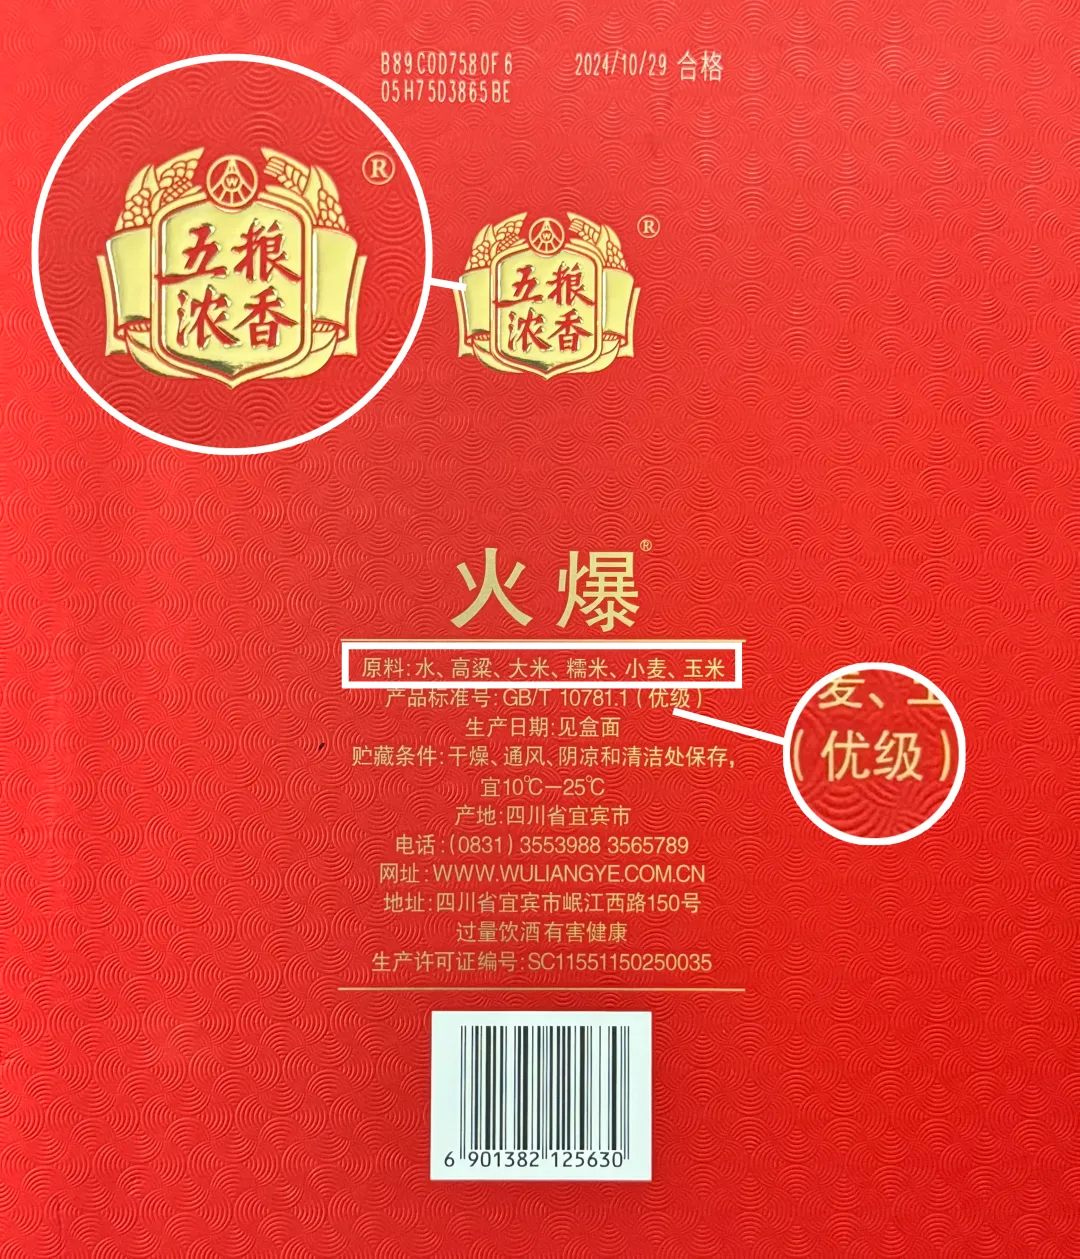 B89C0D7580F6 2024/10/29 合格
05H75D3865BE
五粮
浓香
®
五粮
浓香
®
火爆®
原料:水、高粱、大米、糯米、小麦、玉米
产品标准号:GB/T 10781.1(优级)
麦、
(优级)
生产日期:见盒面
贮藏条件:干燥、通风、阴凉和清洁处保存,
宜10℃—25℃
产地:四川省宜宾市
电话:(0831)3553988 3565789
网址:WWW.WULIANGYE.COM.CN
地址:四川省宜宾市岷江西路150号
过量饮酒有害健康
生产许可证编号:SC11551150250035
6 901382 125630